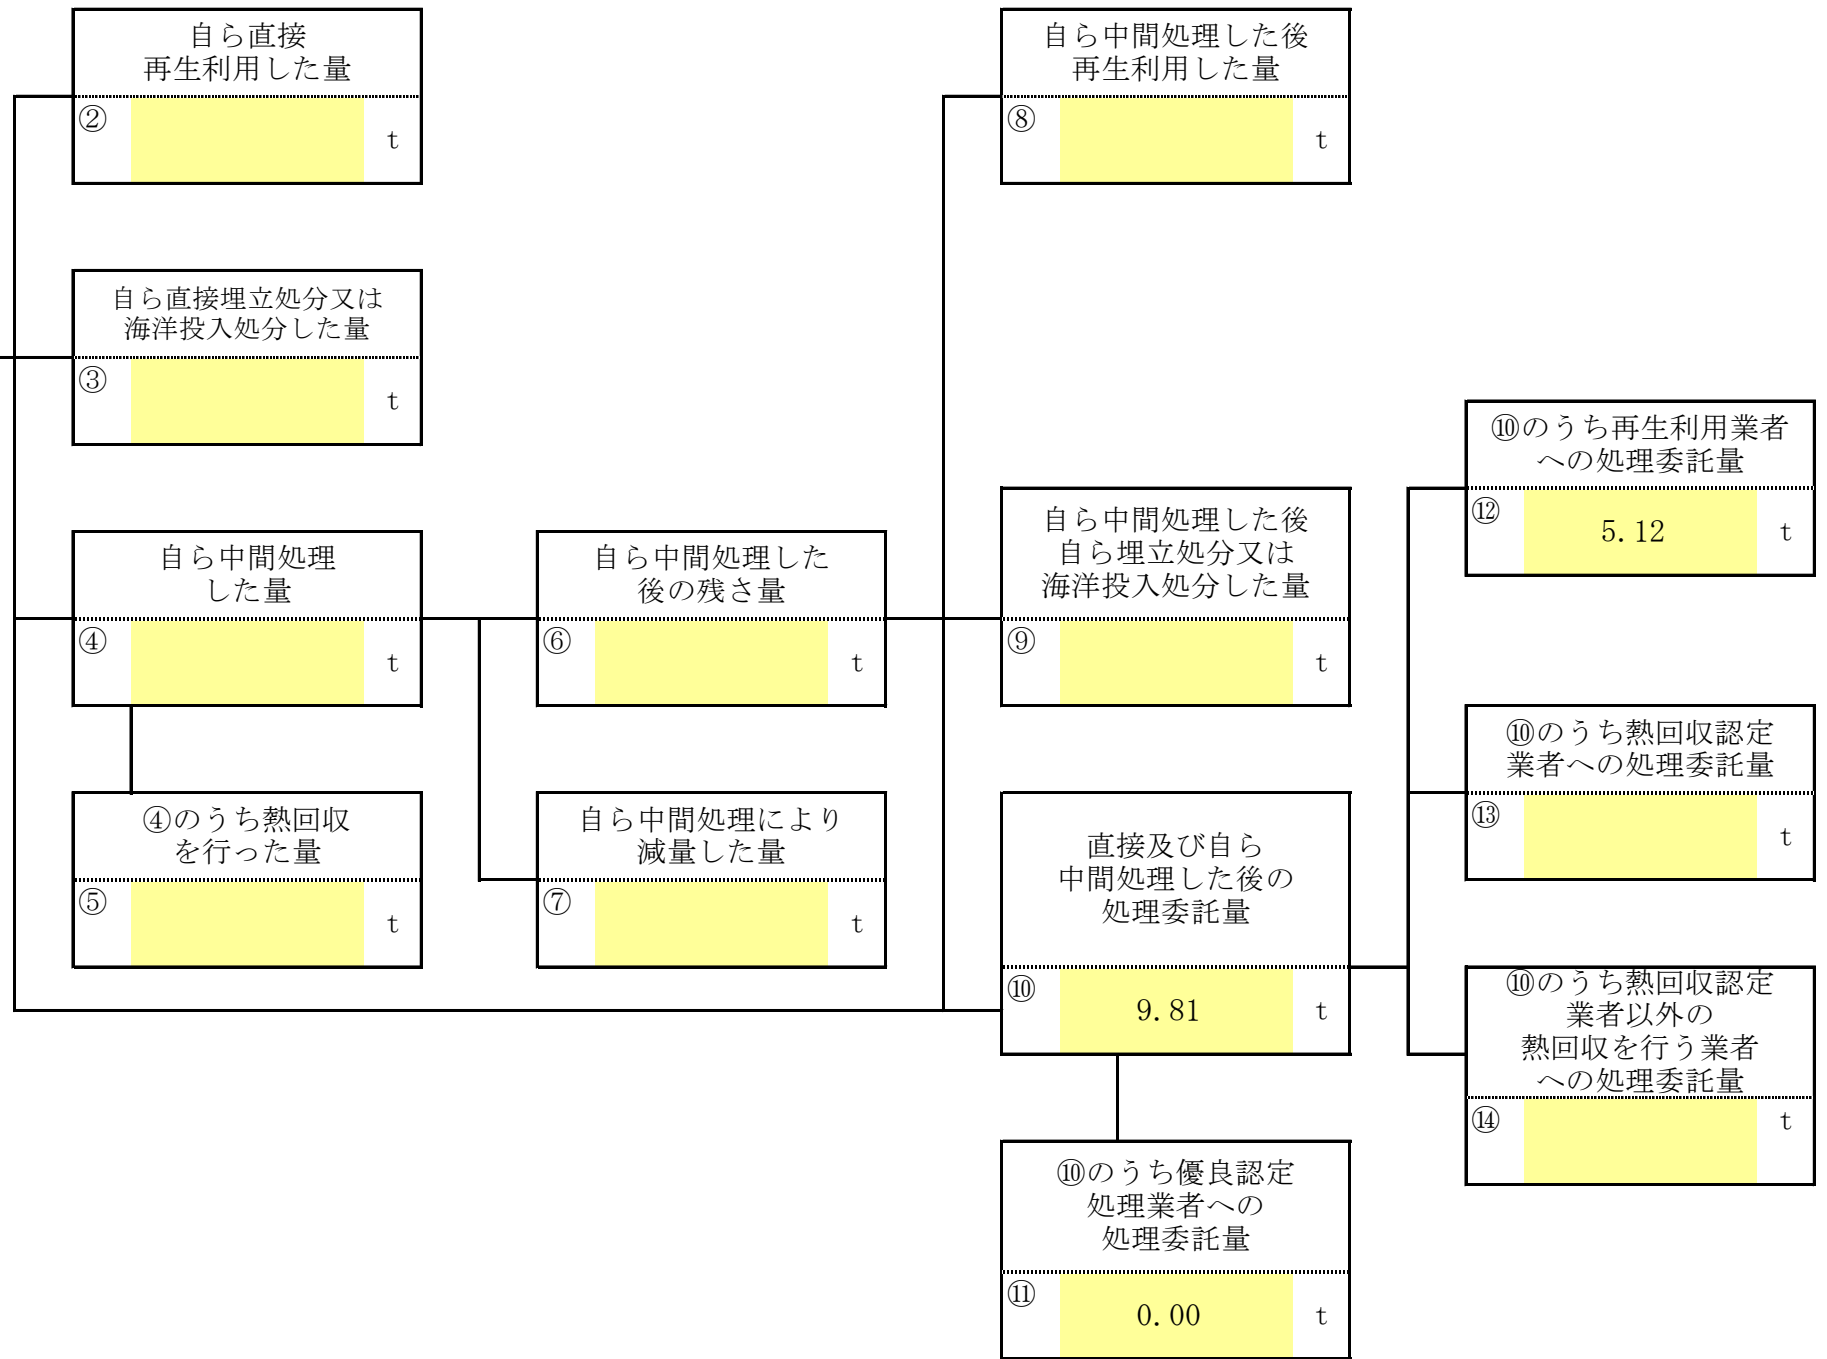 自ら直接
再生利用した量
②
t
自ら中間処理した後
再生利用した量
⑧
t
自ら直接埋立処分又は
海洋投入処分した量
③
t
⑩のうち再生利用業者
への処理委託量
⑫ 5.12 t
自ら中間処理
した量
④
t
自ら中間処理した
後の残さ量
⑥
t
自ら中間処理した後
自ら埋立処分又は
海洋投入処分した量
⑨
t
⑩のうち熱回収認定
業者への処理委託量
⑬
t
④のうち熱回収
を行った量
⑤
t
自ら中間処理により
減量した量
⑦
t
直接及び自ら
中間処理した後の
処理委託量
⑩ 9.81 t
⑩のうち熱回収認定
業者以外の
熱回収を行う業者
への処理委託量
⑭ t
⑩のうち優良認定
処理業者への
処理委託量
⑪ 0.00 t